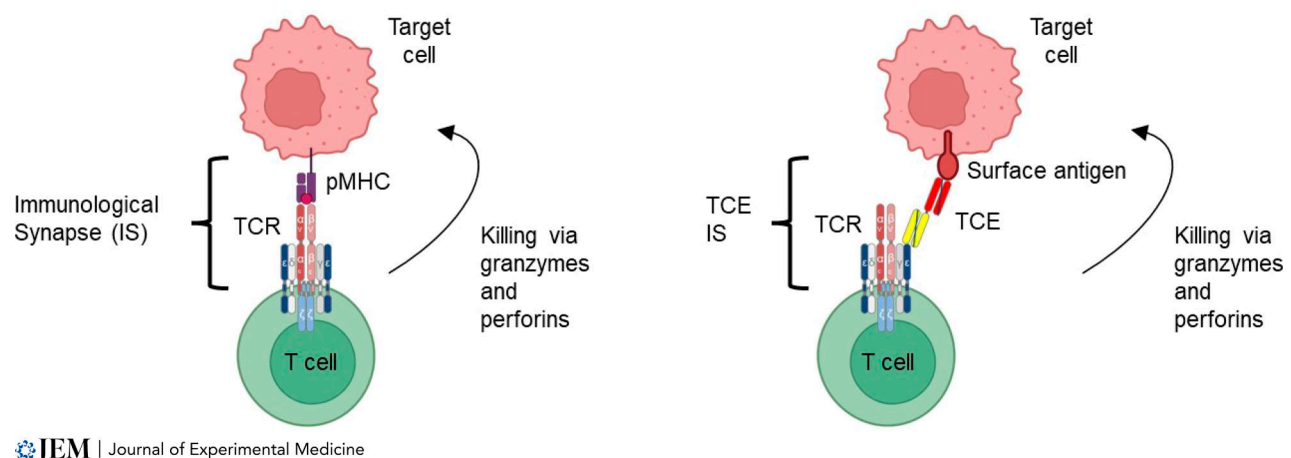 Target
cell
pMHC
Immunological
Synapse (IS)
TCR
α β
V V
ε δ α β γ ε
C C
ζ ζ
Killing via
granzymes
and
perforins
T cell
Target
cell
Surface antigen
TCE
IS
TCR
TCE
α β
V V
ε δ α β γ ε
ζ ζ
Killing via
granzymes
and
perforins
T cell
JEM | Journal of Experimental Medicine